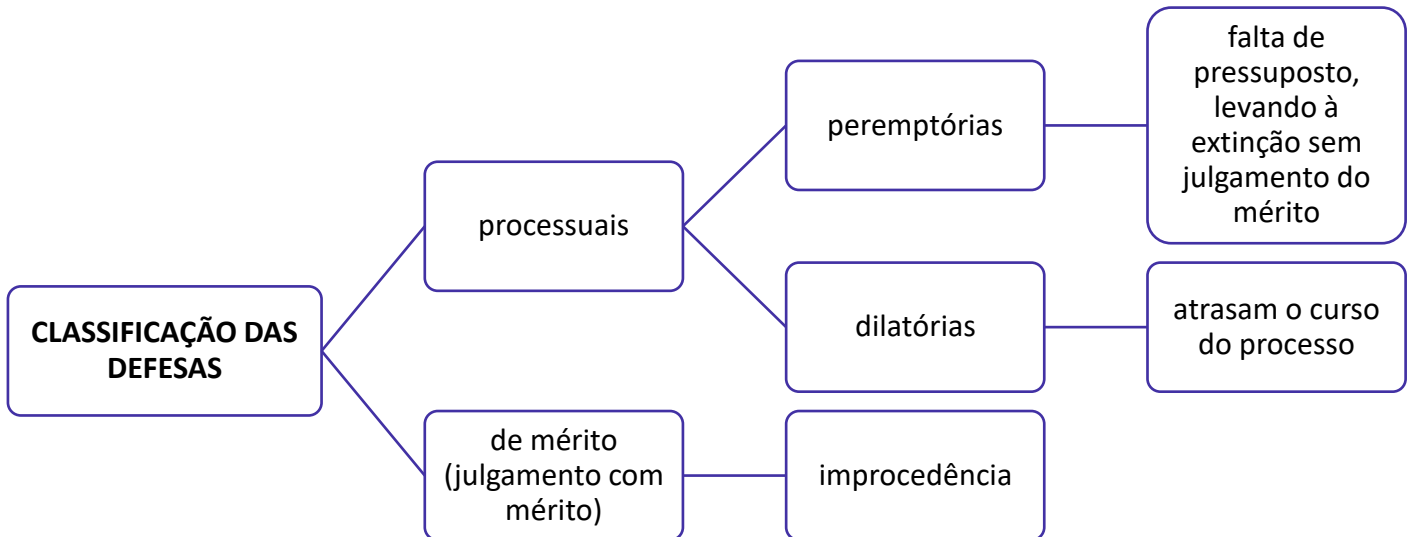 CLASSIFICAÇÃO DAS
DEFESAS
processuais
peremptórias
falta de
pressuposto,
levando à
extinção sem
julgamento do
mérito
dilatórias
atrasam o curso
do processo
de mérito
(julgamento com
mérito)
improcedência